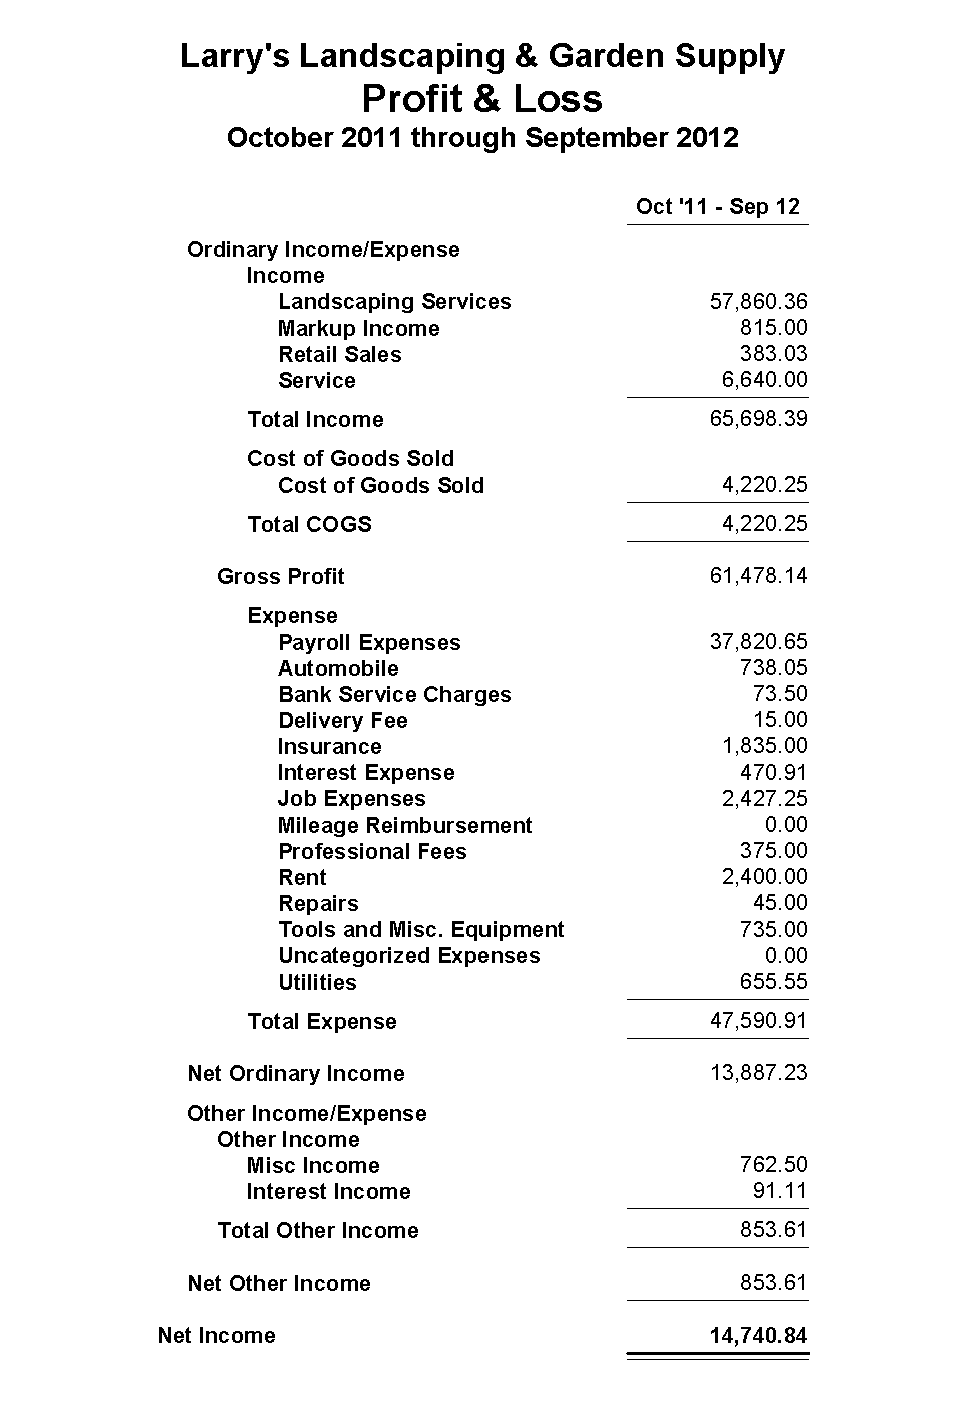 Larry's Landscaping & Garden Supply
Profit & Loss
October 2011 through September 2012
Oct '11 - Sep 12
Ordinary Income/Expense
Income
Landscaping Services 57,860.36
Markup Income 815.00
Retail Sales 383.03
Service 6,640.00
Total Income 65,698.39
Cost of Goods Sold
Cost of Goods Sold 4,220.25
Total COGS 4,220.25
Gross Profit 61,478.14
Expense
Payroll Expenses 37,820.65
Automobile 738.05
Bank Service Charges 73.50
Delivery Fee 15.00
Insurance 1,835.00
Interest Expense 470.91
Job Expenses 2,427.25
Mileage Reimbursement 0.00
Professional Fees 375.00
Rent 2,400.00
Repairs 45.00
Tools and Misc. Equipment 735.00
Uncategorized Expenses 0.00
Utilities 655.55
Total Expense 47,590.91
Net Ordinary Income 13,887.23
Other Income/Expense
Other Income
Misc Income 762.50
Interest Income 91.11
Total Other Income 853.61
Net Other Income 853.61
Net Income 14,740.84